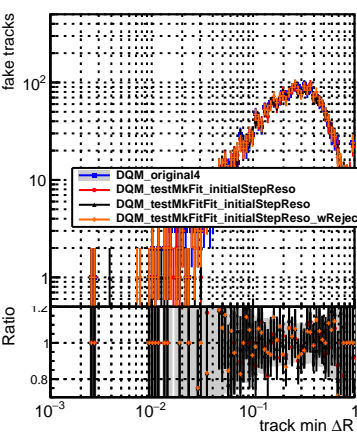 fake tracks
10²
10
1
DQM_original4
DQM_testMkFit_initialStepReso
DQM_testMkFitFit_initialStepReso
DQM_testMkFitFit_initialStepReso_wRejec
Ratio
1.2
1
0.8
10⁻³ 10⁻² 10⁻¹ 1
track min ΔR